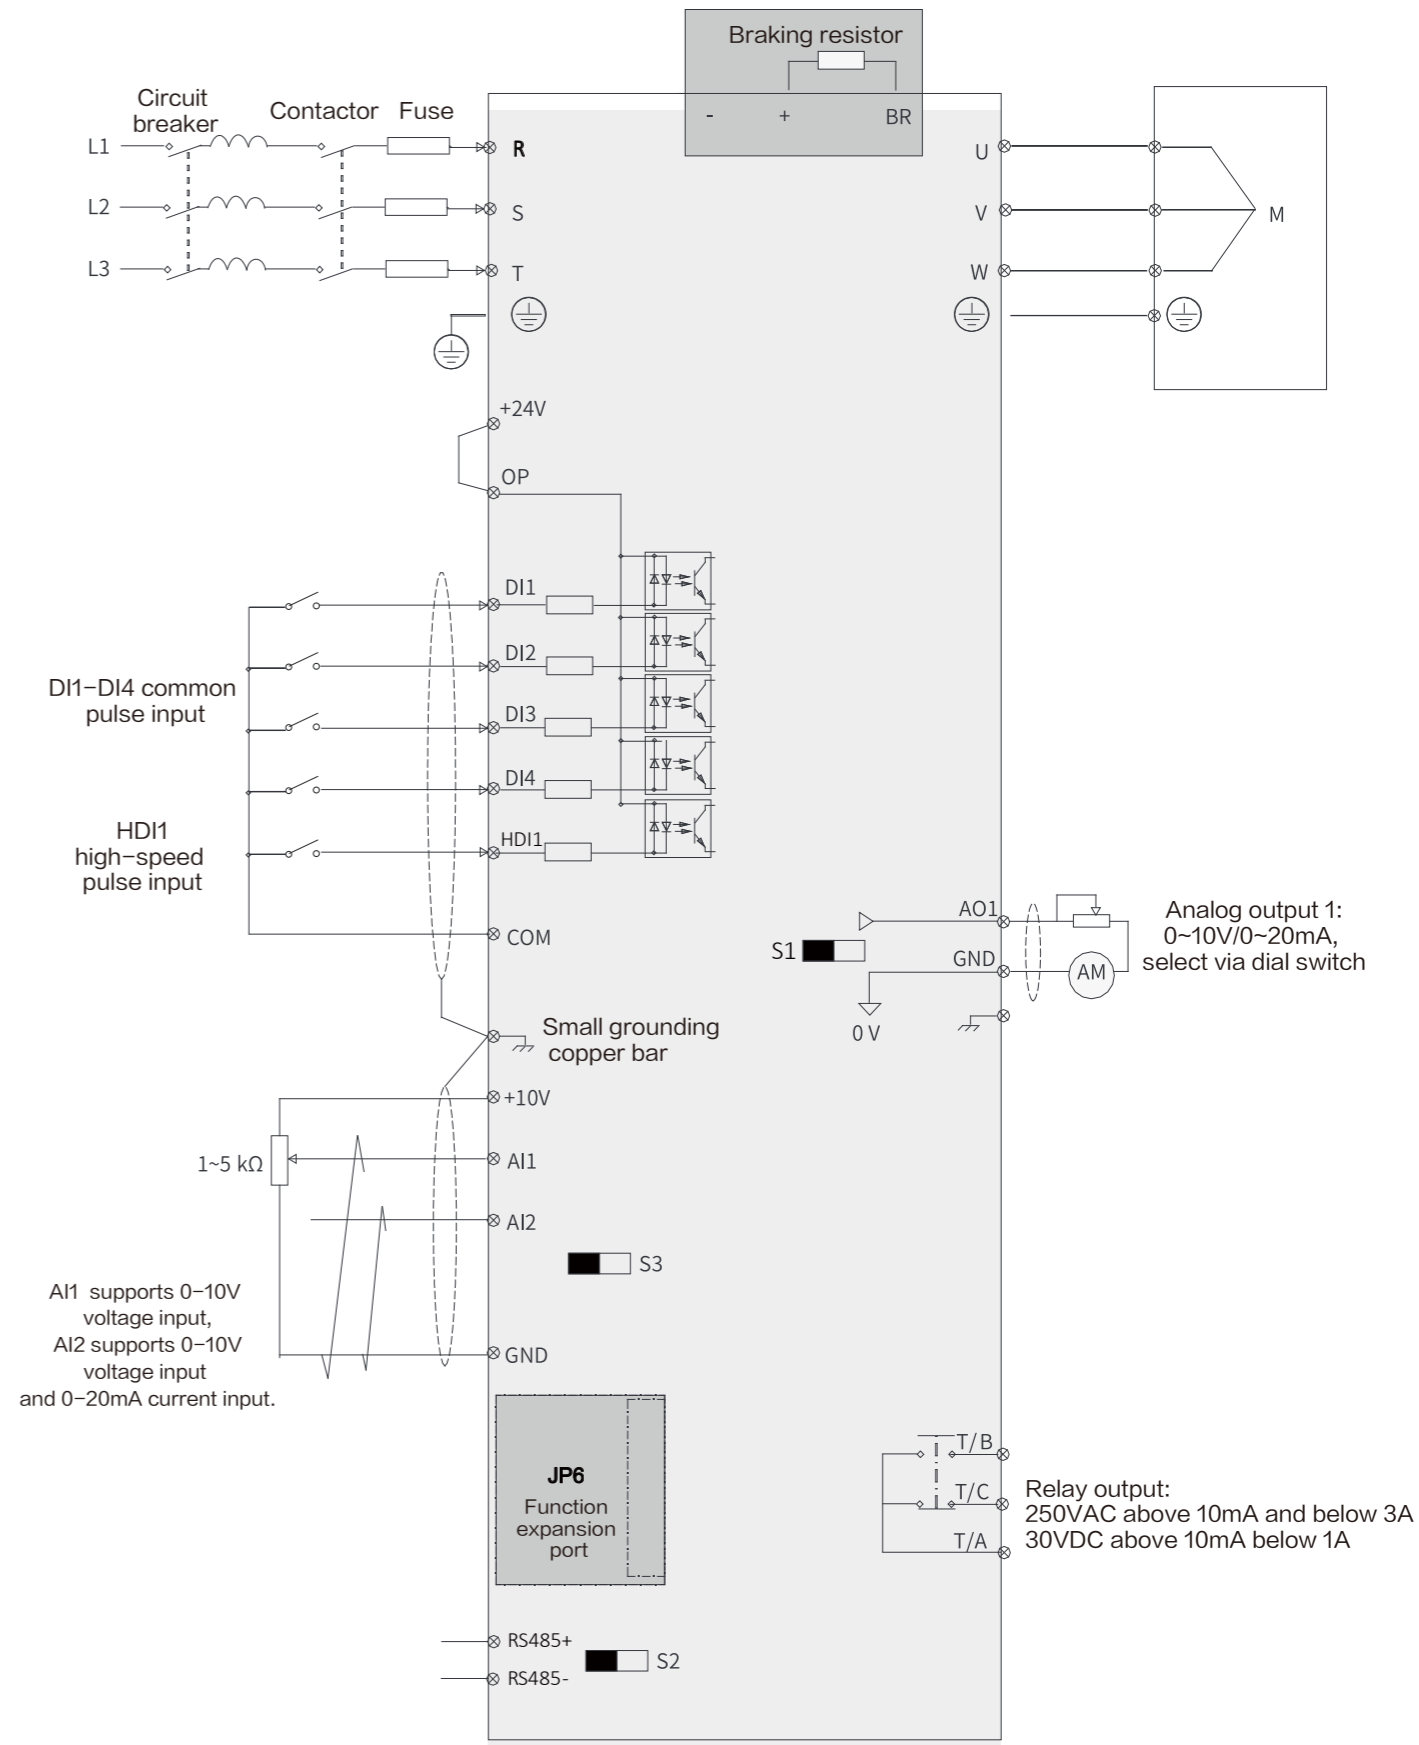 Braking resistor
- + BR
Circuit
breaker
Contactor
Fuse
L1
R
U
L2
S
V
M
L3
T
W
+24V
OP
DI1
DI2
DI1-DI4 common
pulse input
DI3
DI4
HDI1
high-speed
pulse input
HDI1
COM
AO1
S1
GND
AM
0 V
Analog output 1:
0~10V/0~20mA,
select via dial switch
Small grounding
copper bar
+10V
1~5 kΩ
AI1
AI2
S3
AI1 supports 0-10V
voltage input,
AI2 supports 0-10V
voltage input
and 0-20mA current input.
GND
JP6
Function
expansion
port
T/B
T/C
T/A
Relay output:
250VAC above 10mA and below 3A
30VDC above 10mA below 1A
RS485+
S2
RS485-